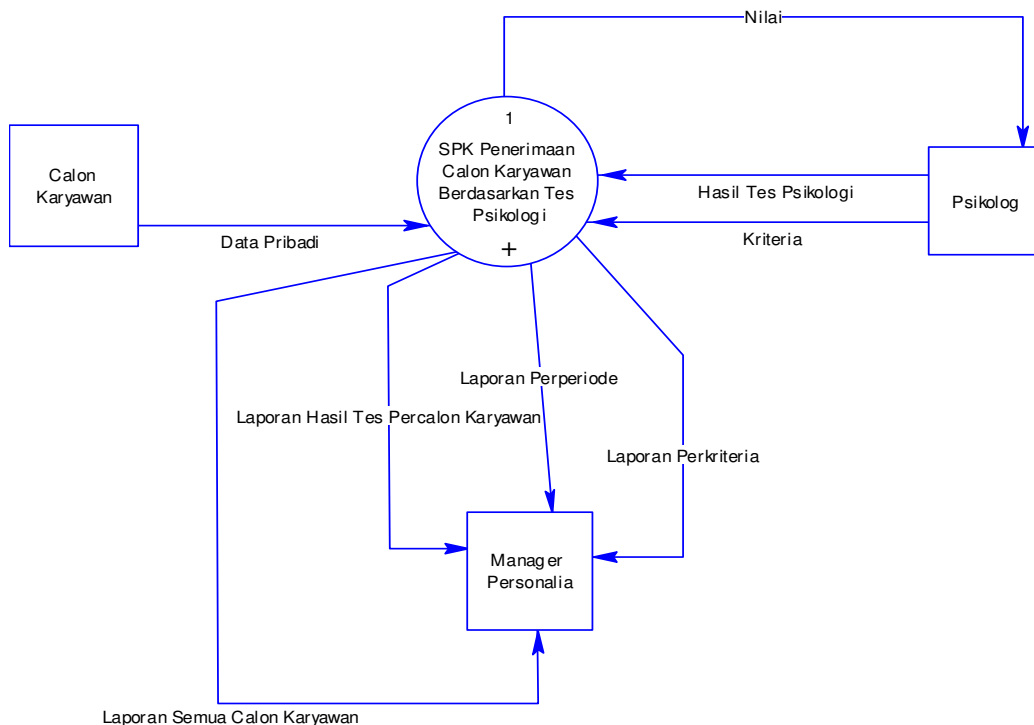 Nilai
1
SPK Penerimaan
Calon Karyawan
Berdasarkan Tes
Psikologi
+
Calon
Karyawan
Hasil Tes Psikologi
Psikolog
Data Pribadi
Kriteria
Laporan Perperiode
Laporan Hasil Tes Percalon Karyawan
Laporan Perkriteria
Manager
Personalia
Laporan Semua Calon Karyawan